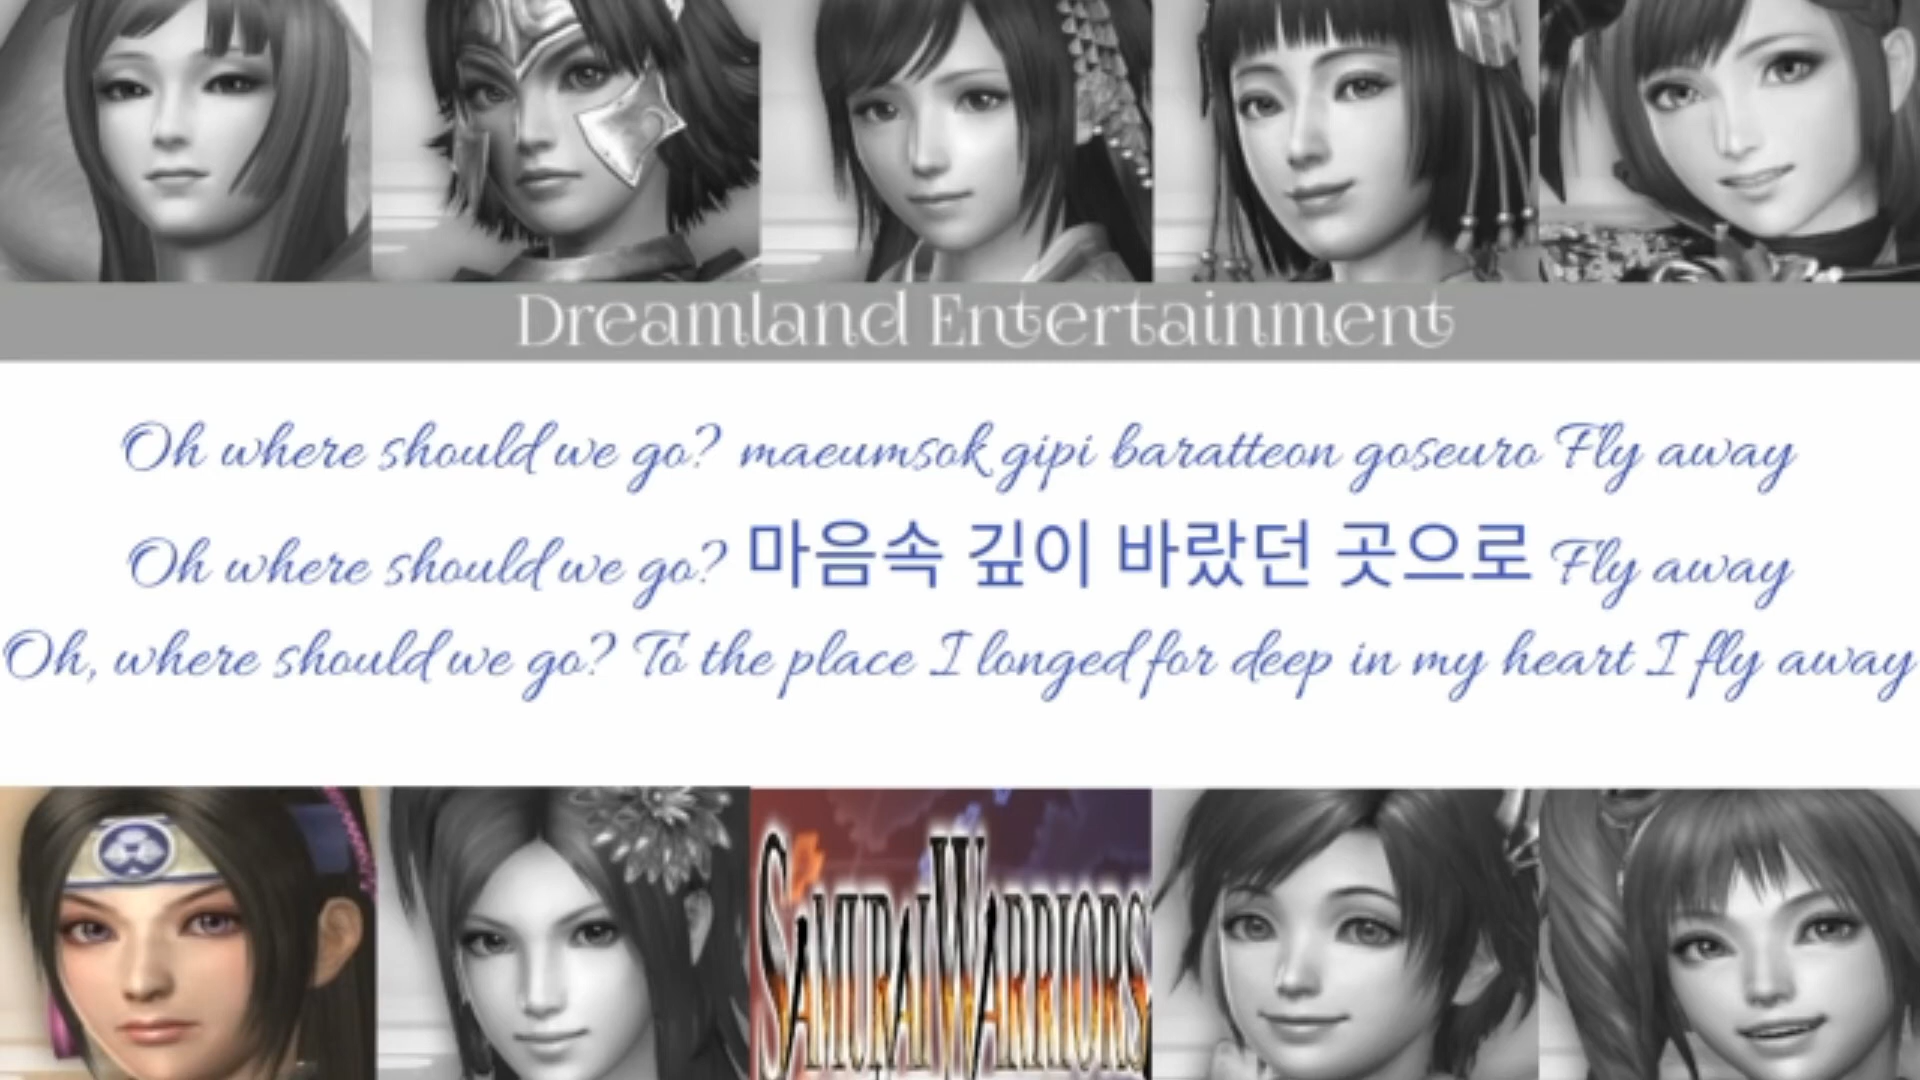 Dreamland Entertainment
Oh where should we go? maeumsok gipi baratteon goseuro Fly away
Oh where should we go? 마음속 깊이 바랐던 곳으로 Fly away
Oh, where should we go? To the place I longed for deep in my heart I fly away
SAMURAI WARRIORS